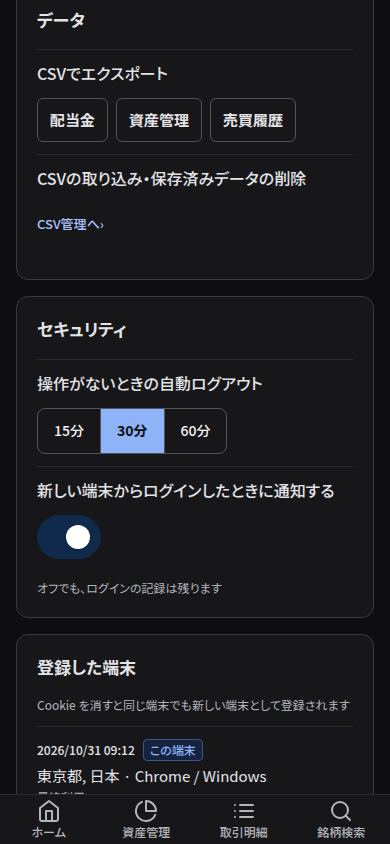 データ
CSVでエクスポート
配当金
資産管理
売買履歴
CSVの取り込み・保存済みデータの削除
CSV管理へ›
セキュリティ
操作がないときの自動ログアウト
15分
30分
60分
新しい端末からログインしたときに通知する
オフでも、ログインの記録は残ります
登録した端末
Cookie を消すと同じ端末でも新しい端末として登録されます
2026/10/31 09:12
この端末
東京都, 日本 · Chrome / Windows
ホーム
資産管理
取引明細
銘柄検索